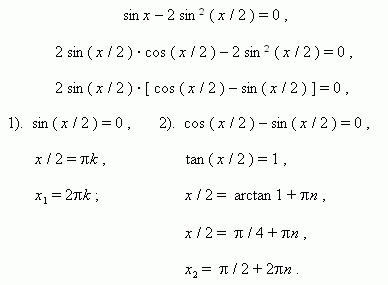 sin x – 2 sin ² ( x / 2 ) = 0 ,
2 sin ( x / 2 ) · cos ( x / 2 ) – 2 sin ² ( x / 2 ) = 0 ,
2 sin ( x / 2 ) · [ cos ( x / 2 ) – sin ( x / 2 ) ] = 0 ,
1). sin ( x / 2 ) = 0 , 2). cos ( x / 2 ) – sin ( x / 2 ) = 0 ,
x / 2 = πk , tan ( x / 2 ) = 1 ,
x₁ = 2πk ; x / 2 = arctan 1 + πn ,
x / 2 = π / 4 + πn ,
x₂ = π / 2 + 2πn .